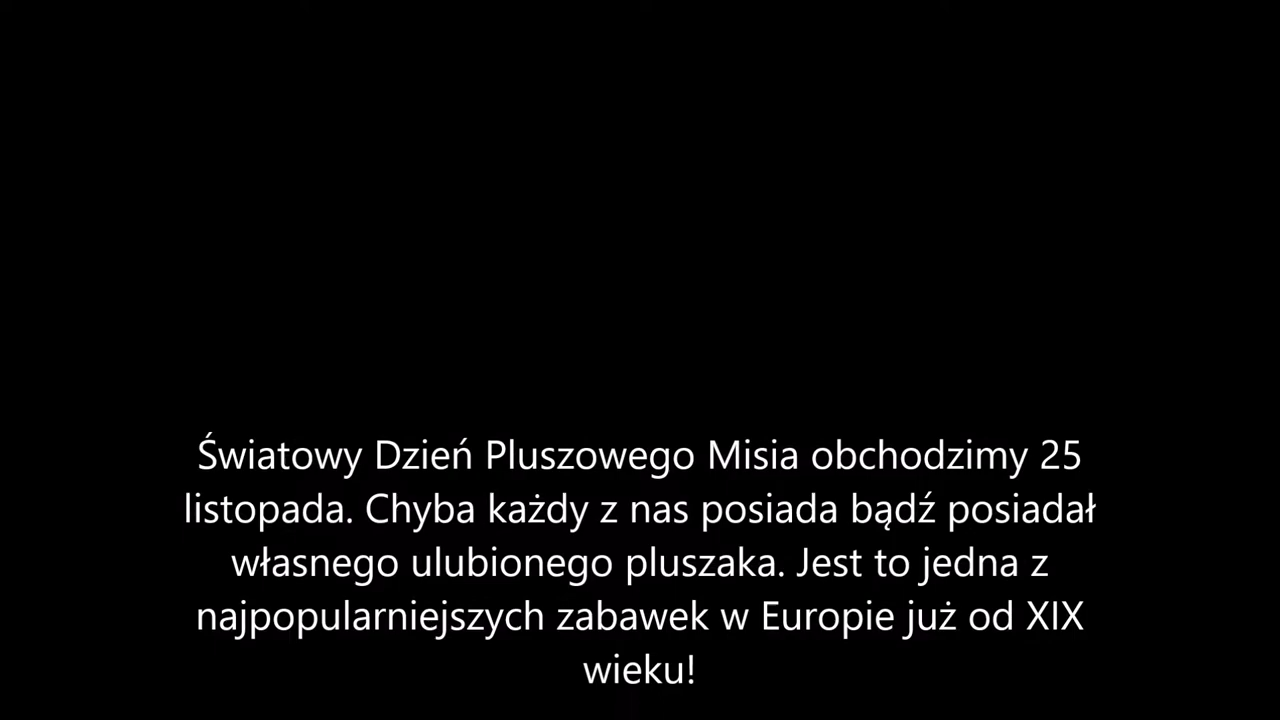 Światowy Dzień Pluszowego Misia obchodzimy 25
listopada. Chyba każdy z nas posiada bądź posiadał
własnego ulubionego pluszaka. Jest to jedna z
najpopularniejszych zabawek w Europie już od XIX
wieku!